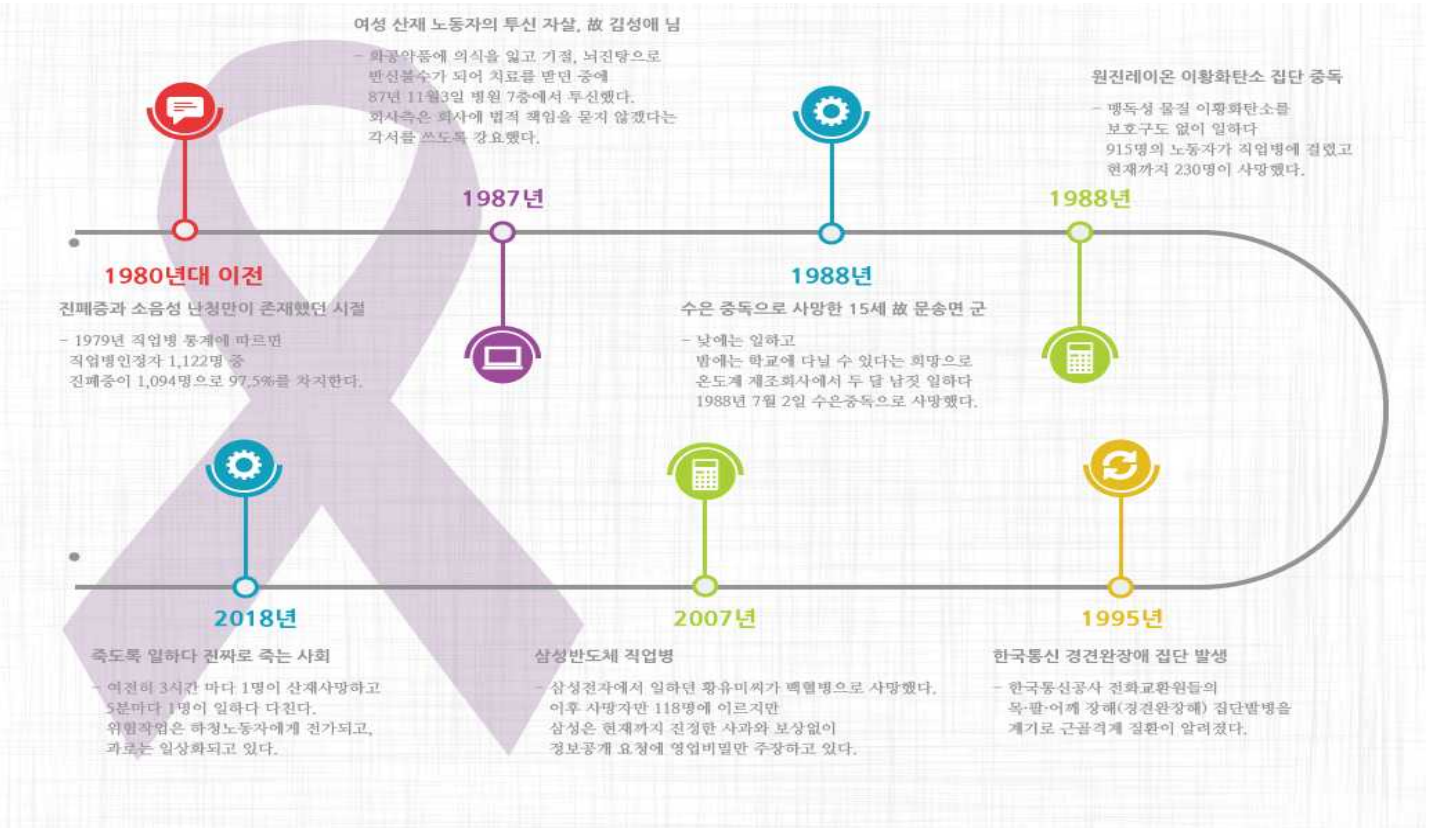 1980년대 이전
진폐증과 소음성 난청만이 존재했던 시절
- 1979년 직업병 통계에 따르면
직업병인정자 1,122명 중
진폐증이 1,094명으로 97.5%를 차지한다.
여성 산재 노동자의 투신 자살, 故 김성애 님
- 화공약품에 의식을 잃고 기절, 뇌진탕으로
반신불수가 되어 치료를 받던 중에
87년 11월3일 병원 7층에서 투신했다.
회사측은 회사에 법적 책임을 묻지 않겠다는
각서를 쓰도록 강요했다.
1987년
1988년
수은 중독으로 사망한 15세 故 문송면 군
- 낮에는 일하고
밤에는 학교에 다닐 수 있다는 희망으로
온도계 제조회사에서 두 달 남짓 일하다
1988년 7월 2일 수은중독으로 사망했다.
원진레이온 이황화탄소 집단 중독
- 맹독성 물질 이황화탄소를
보호구도 없이 일하다
915명의 노동자가 직업병에 걸렸고
현재까지 230명이 사망했다.
1988년
1995년
한국통신 경견완장애 집단 발생
- 한국통신공사 전화교환원들의
목·팔·어깨 장해(경견완장해) 집단발병을
계기로 근골격계 질환이 알려졌다.
2007년
삼성반도체 직업병
- 삼성전자에서 일하던 황유미씨가 백혈병으로 사망했다.
이후 사망자만 118명에 이르지만
삼성은 현재까지 진정한 사과와 보상없이
정보공개 요청에 영업비밀만 주장하고 있다.
2018년
죽도록 일하다 진짜로 죽는 사회
- 여전히 3시간 마다 1명이 산재사망하고
5분마다 1명이 일하다 다친다.
위험작업은 하청노동자에게 전가되고,
과로는 일상화되고 있다.